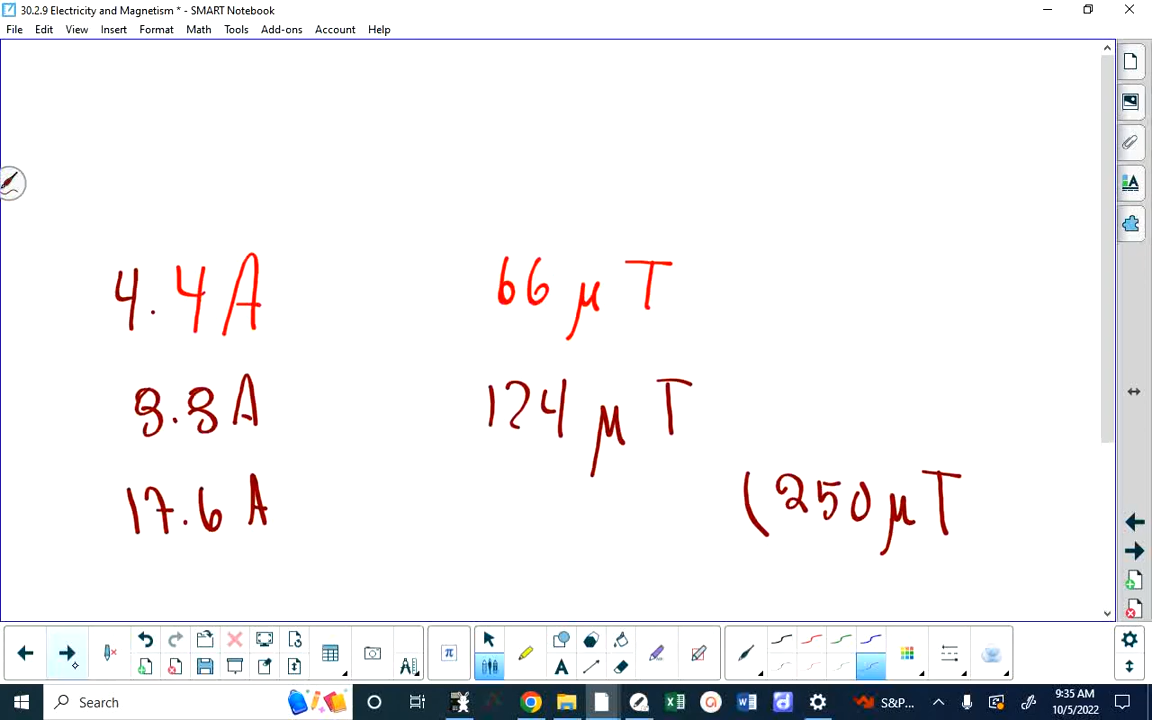 30.2.9 Electricity and Magnetism * - SMART Notebook
File Edit View Insert Format Math Tools Add-ons Account Help
4.4 A 66 μ T
8.8 A 124 μ T
17.6 A (250 μT
π
A
Search
S&P...
9:35 AM
10/5/2022